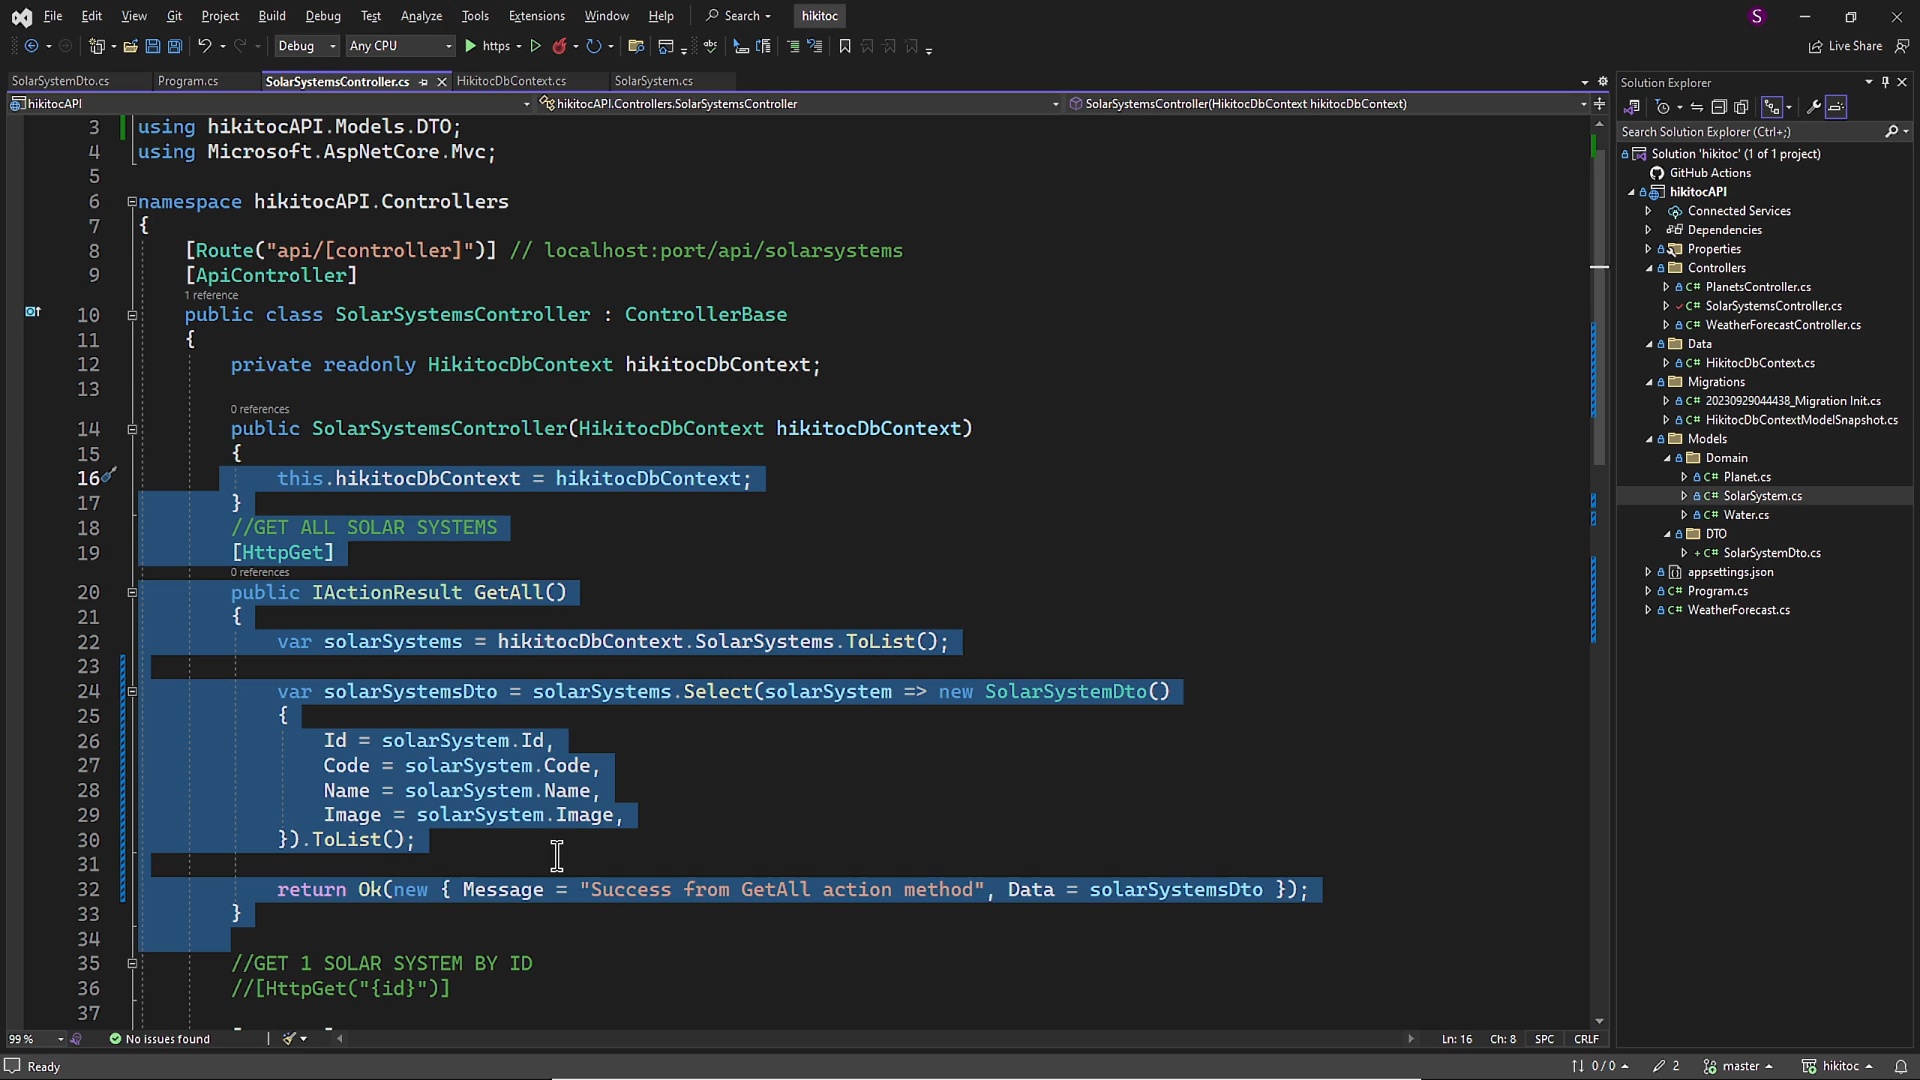 File Edit View Git Project Build Debug Test Analyze Tools Extensions Window Help Search hikitoc S
Debug Any CPU https Live Share
SolarSystemDto.cs Program.cs SolarSystemsController.cs HikitocDbContext.cs SolarSystem.cs
hikitocAPI hikitocAPI.Controllers.SolarSystemsController SolarSystemsController(HikitocDbContext hikitocDbContext)
3 using hikitocAPI.Models.DTO;
4 using Microsoft.AspNetCore.Mvc;
5
6 namespace hikitocAPI.Controllers
7 {
8 [Route("api/[controller]")] // localhost:port/api/solarsystems
9 [ApiController]
1 reference
10 public class SolarSystemsController : ControllerBase
11 {
12 private readonly HikitocDbContext hikitocDbContext;
13
0 references
14 public SolarSystemsController(HikitocDbContext hikitocDbContext)
15 {
16 this.hikitocDbContext = hikitocDbContext;
17 }
18 //GET ALL SOLAR SYSTEMS
19 [HttpGet]
0 references
20 public IActionResult GetAll()
21 {
22 var solarSystems = hikitocDbContext.SolarSystems.ToList();
23
24 var solarSystemsDto = solarSystems.Select(solarSystem => new SolarSystemDto()
25 {
26 Id = solarSystem.Id,
27 Code = solarSystem.Code,
28 Name = solarSystem.Name,
29 Image = solarSystem.Image,
30 }).ToList();
31
32 return Ok(new { Message = "Success from GetAll action method", Data = solarSystemsDto });
33 }
34
35 //GET 1 SOLAR SYSTEM BY ID
36 //[HttpGet("{id}")]
37
99 % No issues found Ln: 16 Ch: 8 SPC CRLF
Ready 0 / 0 2 master hikitoc
Solution Explorer
Search Solution Explorer (Ctrl+;)
Solution 'hikitoc' (1 of 1 project)
GitHub Actions
hikitocAPI
Connected Services
Dependencies
Properties
Controllers
C# PlanetsController.cs
C# SolarSystemsController.cs
C# WeatherForecastController.cs
Data
C# HikitocDbContext.cs
Migrations
C# 20230929044438_Migration Init.cs
C# HikitocDbContextModelSnapshot.cs
Models
Domain
C# Planet.cs
C# SolarSystem.cs
C# Water.cs
DTO
+ C# SolarSystemDto.cs
appsettings.json
C# Program.cs
C# WeatherForecast.cs